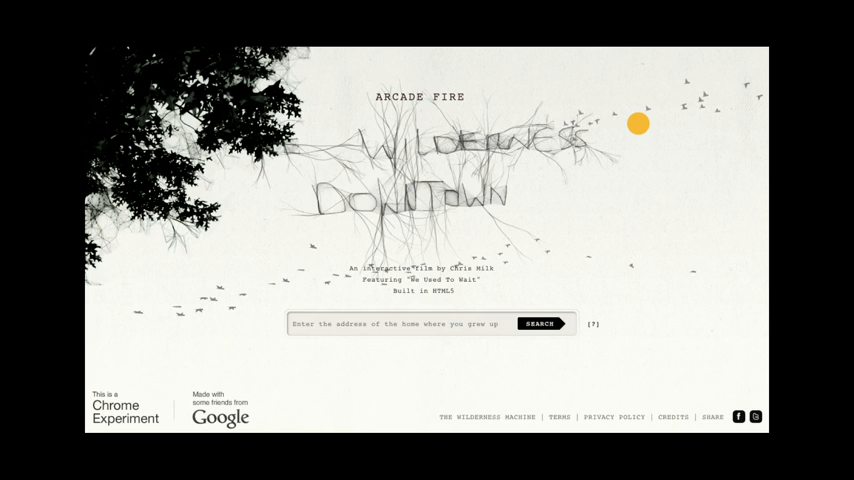 ARCADE FIRE
WILDERNESS
DOWNTOWN
An interactive film by Chris Milk
Featuring "We Used To Wait"
Built in HTML5
Enter the address of the home where you grew up
SEARCH
[?]
This is a
Chrome
Experiment
Made with
some friends from
Google
THE WILDERNESS MACHINE | TERMS | PRIVACY POLICY | CREDITS | SHARE